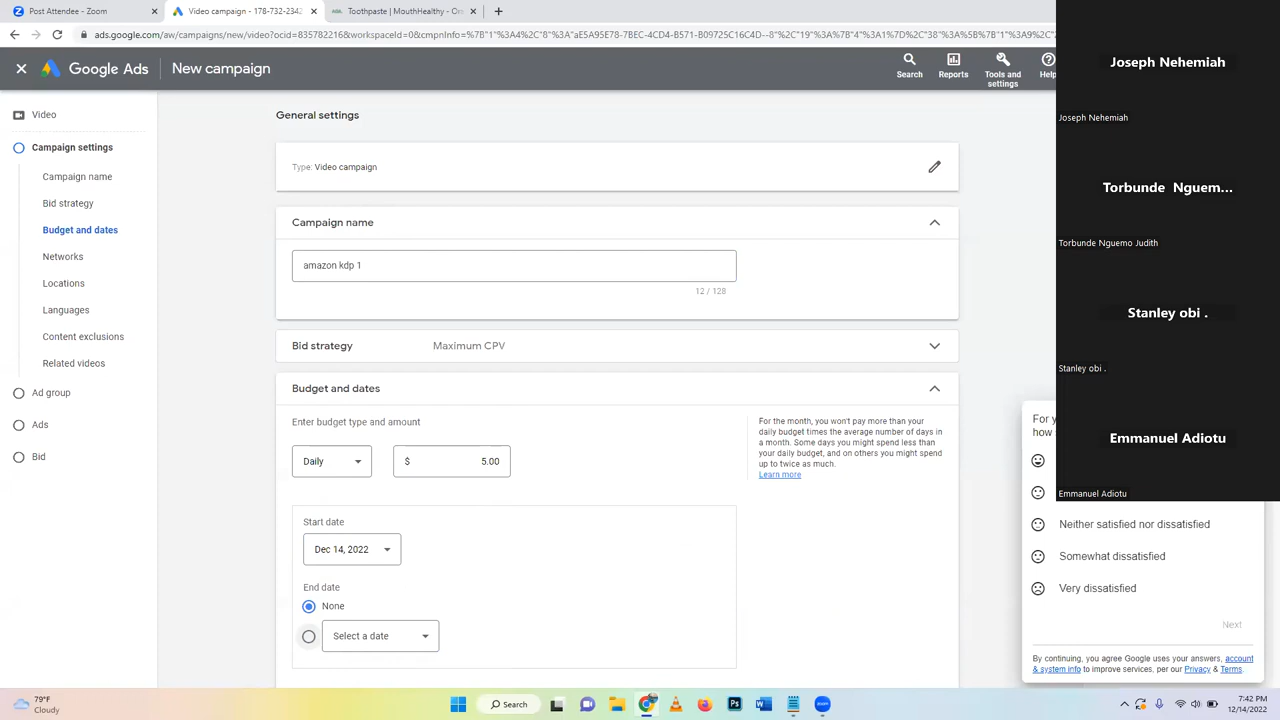 Post Attendee - Zoom
Video campaign - 178-732-2342
Toothpaste | MouthHealthy - Or
ads.google.com/aw/campaigns/new/video?ocid=835782216&workspaceId=0&cmpnInfo=%7B"1"%3A4%2C"8"%3A"aE5A95E78-7BEC-4CD4-B571-B09725C16C4D--8"%2C"19"%3A%7B"4"%3A1%7D%2C"38"%3A%5B%7B"1"%3A9%2C"
Google Ads
New campaign
Search
Reports
Tools and settings
Help
Video
Campaign settings
Campaign name
Bid strategy
Budget and dates
Networks
Locations
Languages
Content exclusions
Related videos
Ad group
Ads
Bid
General settings
Type: Video campaign
Campaign name
amazon kdp 1
12 / 128
Bid strategy
Maximum CPV
Budget and dates
Enter budget type and amount
Daily
$
5.00
For the month, you won't pay more than your
daily budget times the average number of days in
a month. Some days you might spend less than
your daily budget, and on others you might spend
up to twice as much.
Learn more
Start date
Dec 14, 2022
End date
None
Select a date
Joseph Nehemiah
Joseph Nehemiah
Torbunde Nguem...
Torbunde Nguemo Judith
Stanley obi .
Stanley obi .
Emmanuel Adiotu
Emmanuel Adiotu
how
Neither satisfied nor dissatisfied
Somewhat dissatisfied
Very dissatisfied
Next
By continuing, you agree Google uses your answers, account
& system info to improve services, per our Privacy & Terms.
79°F
Cloudy
Search
7:42 PM
12/14/2022